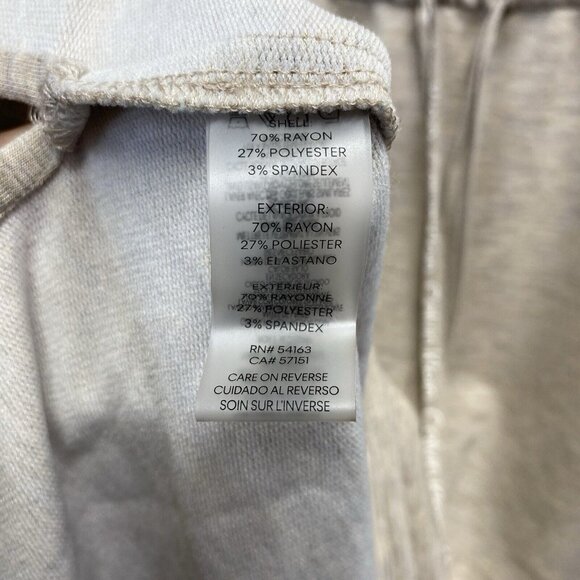 SHELL
70% RAYON
27% POLYESTER
3% SPANDEX
EXTERIOR
70% RAYON
27% POLIESTER
3% ELASTANO
EXTERIEUR
70% RAYONNE
27% POLYESTER
3% SPANDEX
RN# 54163
CA# 57151
CARE ON REVERSE
CUIDADO AL REVERSO
SOIN SUR L'INVERSE